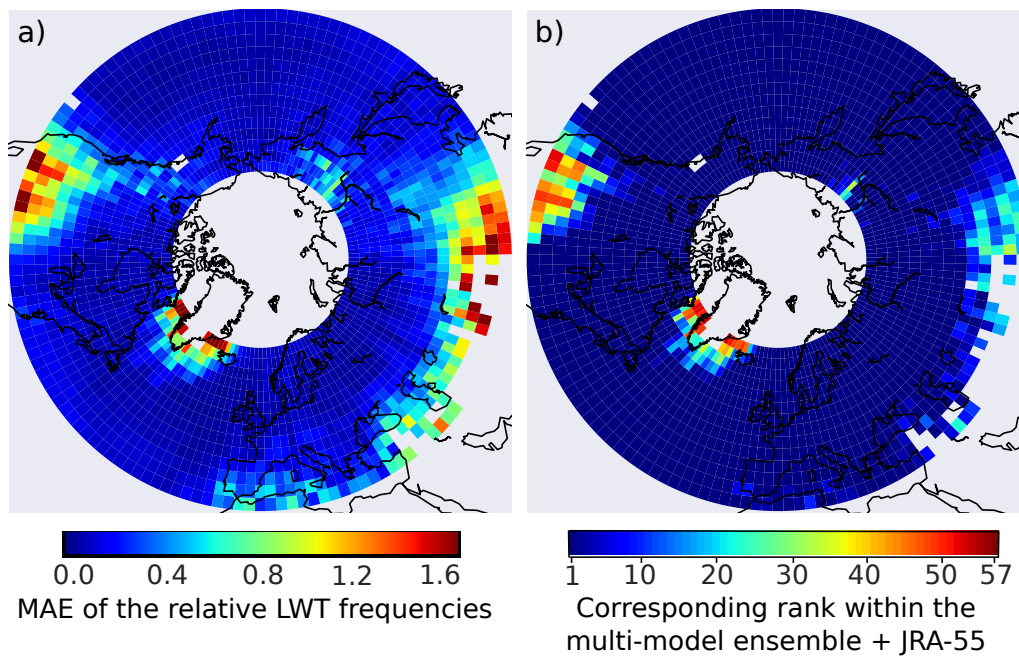 a)
b)
0.0 0.4 0.8 1.2 1.6
MAE of the relative LWT frequencies
1 10 20 30 40 50 57
Corresponding rank within the
multi-model ensemble + JRA-55